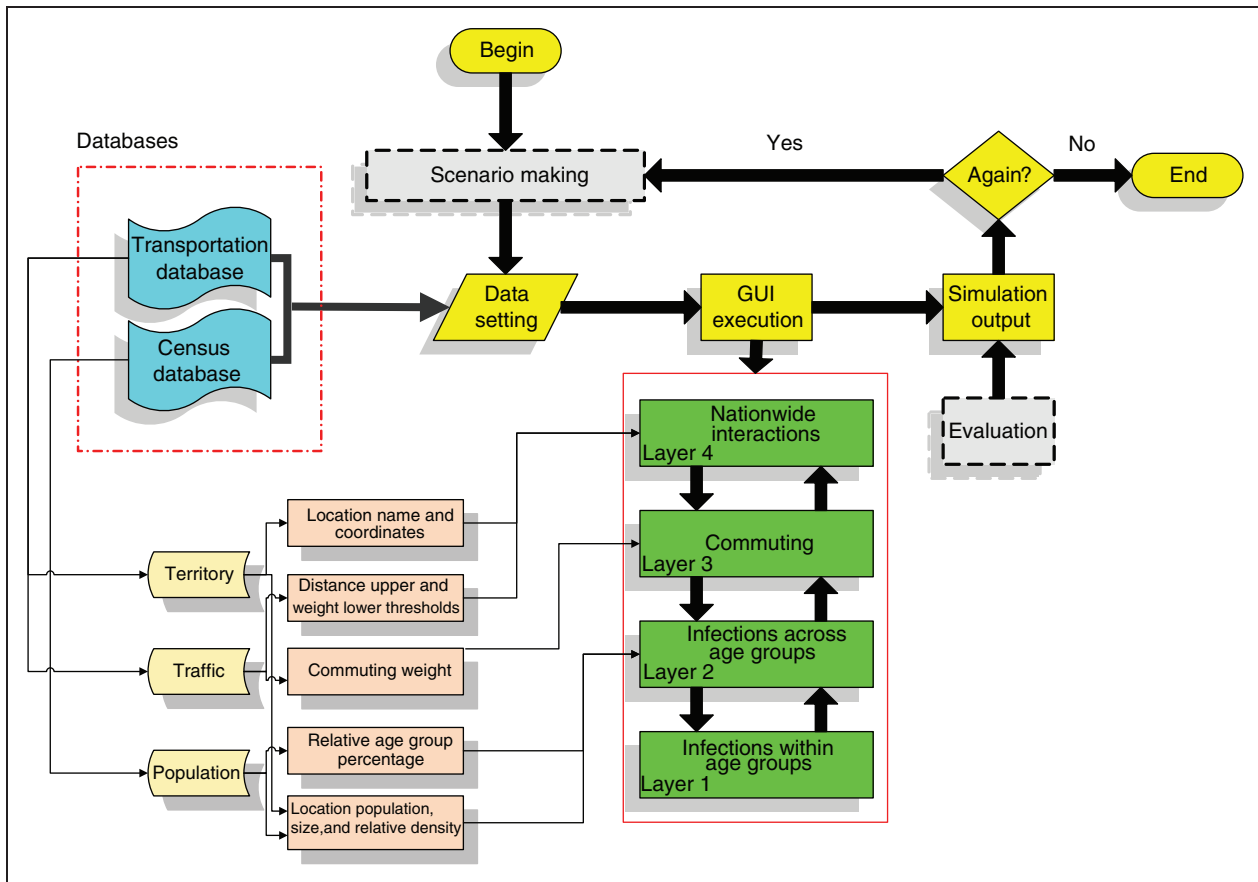 Begin
Databases
Yes
No
Scenario making
Again?
End
Transportation
database
Data
setting
GUI
execution
Simulation
output
Census
database
Nationwide
interactions
Layer 4
Evaluation
Location name and
coordinates
Commuting
Layer 3
Territory
Distance upper and
weight lower thresholds
Infections across
age groups
Layer 2
Traffic
Commuting weight
Relative age group
percentage
Infections within
age groups
Layer 1
Population
Location population,
size,and relative density